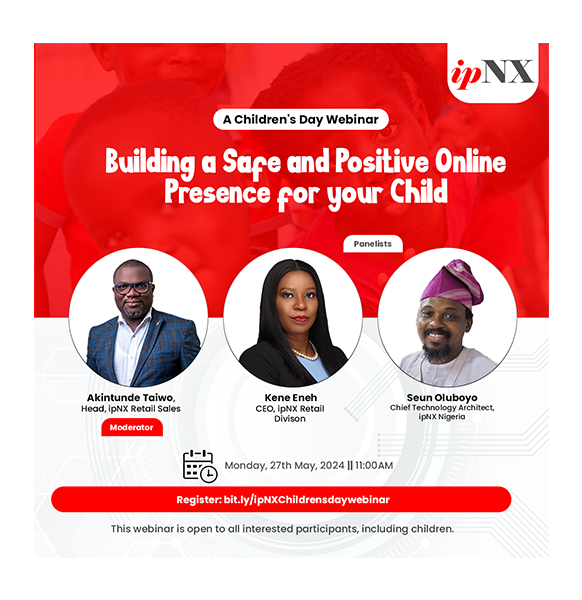 ipNX
A Children's Day Webinar
Building a Safe and Positive Online
Presence for your Child
Panelists
Akintunde Taiwo,
Head, ipNX Retail Sales
Moderator
Kene Eneh
CEO, ipNX Retail
Divison
Seun Oluboyo
Chief Technology Architect,
ipNX Nigeria
Monday, 27th May, 2024 || 11:00AM
Register: bit.ly/ipNXChildrensdaywebinar
This webinar is open to all interested participants, including children.